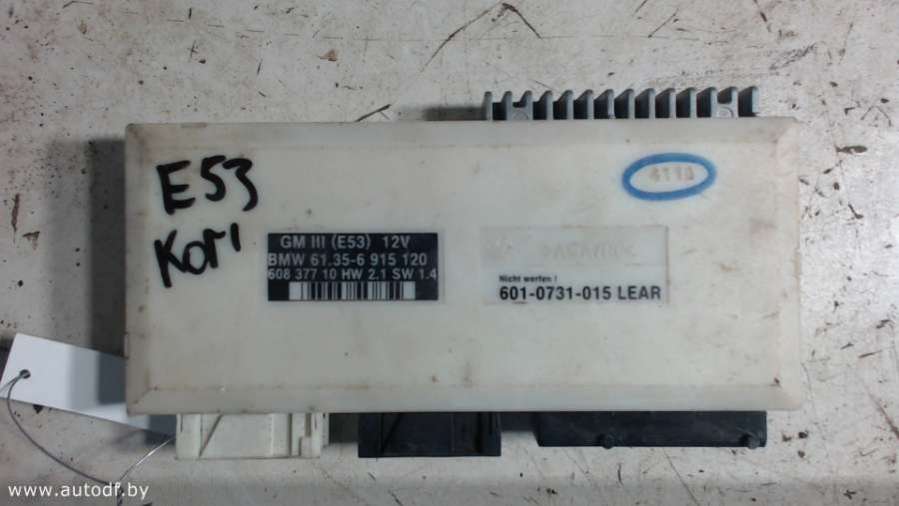 E53
Kori
411A
GM III (E53) 12V
BMW 61.35-6 915 120
608 377 10 HW 2.1 SW 1.4
Nicht werfen !
601-0731-015 LEAR
www.autodf.by